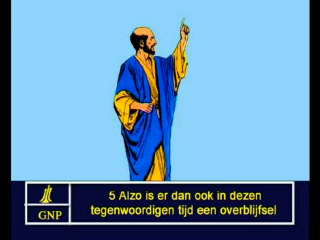 5 Alzo is er dan ook in dezen
tegenwoordigen tijd een overblijfsel
GNP